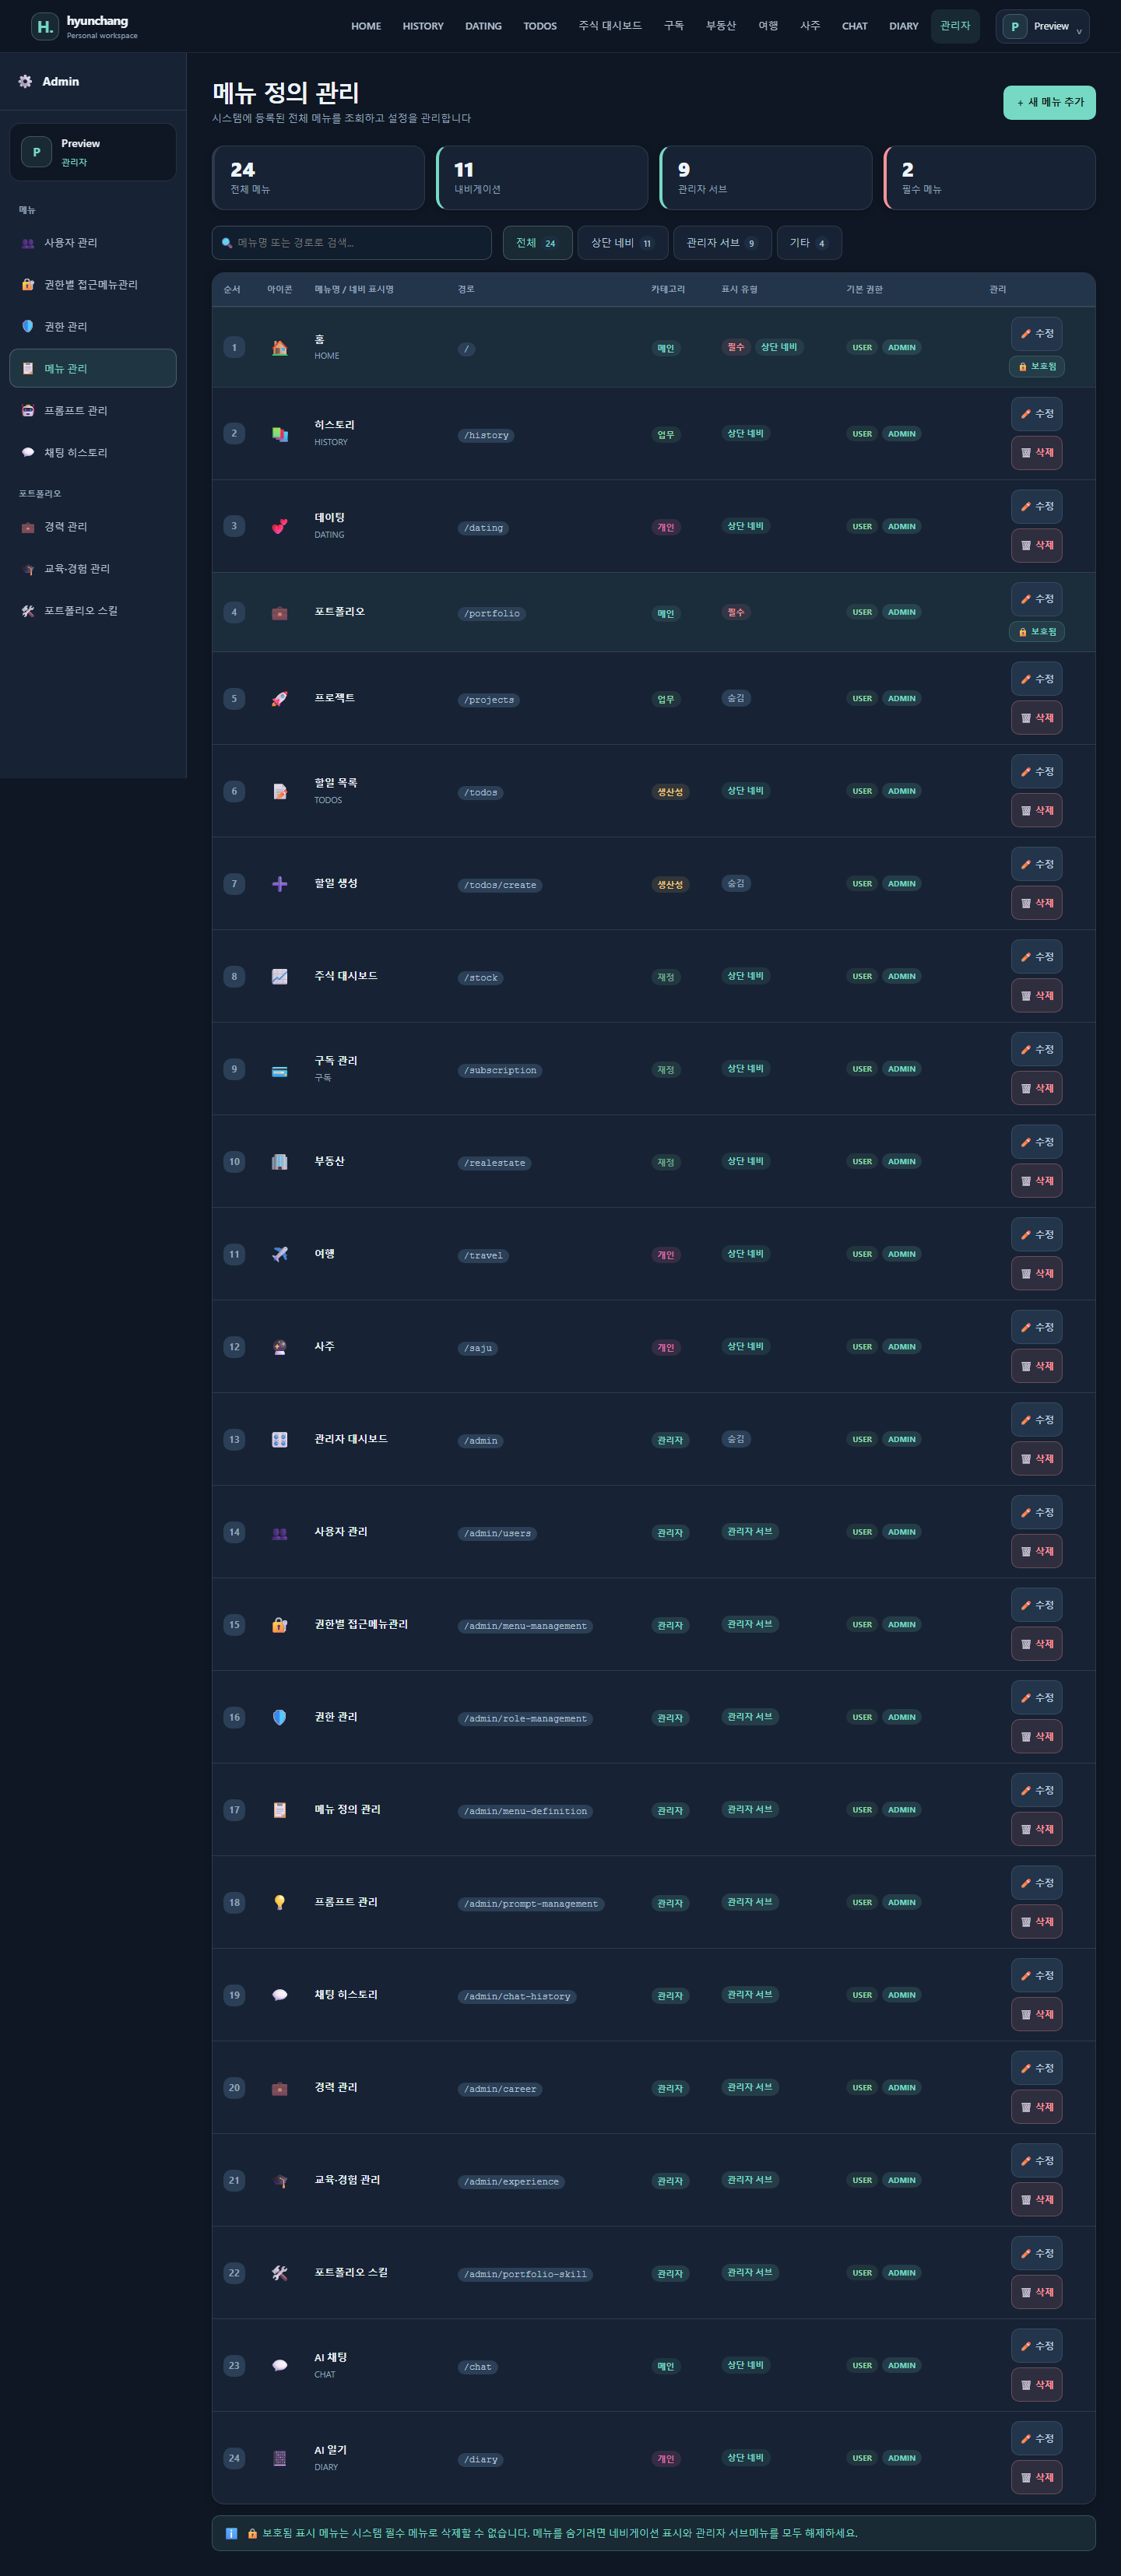 H.
hyunchang
Personal workspace
HOME HISTORY DATING TODOS 주식 대시보드 구독 부동산 여행 사주 CHAT DIARY 관리자 P Preview v
Admin
P
Preview
관리자
메뉴
사용자 관리
권한별 접근메뉴관리
권한 관리
메뉴 관리
프롬프트 관리
채팅 히스토리
포트폴리오
경력 관리
교육·경험 관리
포트폴리오 스킬
메뉴 정의 관리
시스템에 등록된 전체 메뉴를 조회하고 설정을 관리합니다
+ 새 메뉴 추가
24
전체 메뉴
11
내비게이션
9
관리자 서브
2
필수 메뉴
메뉴명 또는 경로로 검색...
전체 24 상단 네비 11 관리자 서브 9 기타 4
순서 아이콘 메뉴명 / 네비 표시명 경로 카테고리 표시 유형 기본 권한 관리
1 홈 HOME / 메인 필수 상단 네비 USER ADMIN 수정 보호됨
2 히스토리 HISTORY /history 업무 상단 네비 USER ADMIN 수정 삭제
3 데이팅 DATING /dating 개인 상단 네비 USER ADMIN 수정 삭제
4 포트폴리오 /portfolio 메인 필수 USER ADMIN 수정 보호됨
5 프로젝트 /projects 업무 숨김 USER ADMIN 수정 삭제
6 할일 목록 TODOS /todos 생산성 상단 네비 USER ADMIN 수정 삭제
7 할일 생성 /todos/create 생산성 숨김 USER ADMIN 수정 삭제
8 주식 대시보드 /stock 재정 상단 네비 USER ADMIN 수정 삭제
9 구독 관리 구독 /subscription 재정 상단 네비 USER ADMIN 수정 삭제
10 부동산 /realestate 재정 상단 네비 USER ADMIN 수정 삭제
11 여행 /travel 개인 상단 네비 USER ADMIN 수정 삭제
12 사주 /saju 개인 상단 네비 USER ADMIN 수정 삭제
13 관리자 대시보드 /admin 관리자 숨김 USER ADMIN 수정 삭제
14 사용자 관리 /admin/users 관리자 관리자 서브 USER ADMIN 수정 삭제
15 권한별 접근메뉴관리 /admin/menu-management 관리자 관리자 서브 USER ADMIN 수정 삭제
16 권한 관리 /admin/role-management 관리자 관리자 서브 USER ADMIN 수정 삭제
17 메뉴 정의 관리 /admin/menu-definition 관리자 관리자 서브 USER ADMIN 수정 삭제
18 프롬프트 관리 /admin/prompt-management 관리자 관리자 서브 USER ADMIN 수정 삭제
19 채팅 히스토리 /admin/chat-history 관리자 관리자 서브 USER ADMIN 수정 삭제
20 경력 관리 /admin/career 관리자 관리자 서브 USER ADMIN 수정 삭제
21 교육·경험 관리 /admin/experience 관리자 관리자 서브 USER ADMIN 수정 삭제
22 포트폴리오 스킬 /admin/portfolio-skill 관리자 관리자 서브 USER ADMIN 수정 삭제
23 AI 채팅 CHAT /chat 메인 상단 네비 USER ADMIN 수정 삭제
24 AI 일기 DIARY /diary 개인 상단 네비 USER ADMIN 수정 삭제
보호됨 표시 메뉴는 시스템 필수 메뉴로 삭제할 수 없습니다. 메뉴를 숨기려면 네비게이션 표시와 관리자 서브메뉴를 모두 해제하세요.